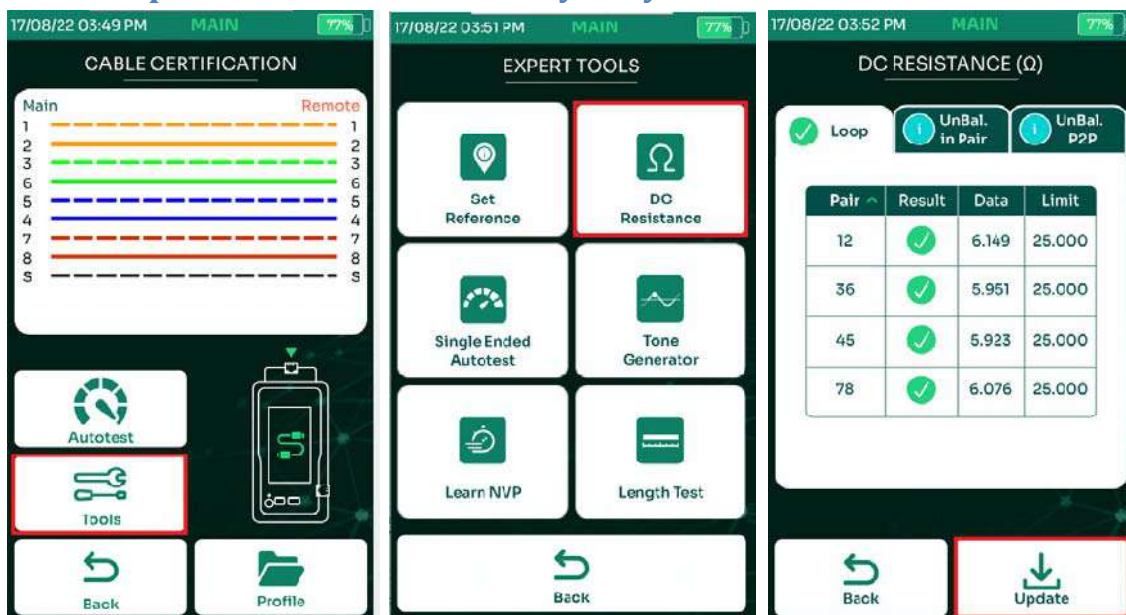 17/08/22 03:49 PM MAIN 77%
CABLE CERTIFICATION
Main Remote
1 1
2 2
3 3
6 6
5 5
4 4
7 7
8 8
S S
Autotest
Tools
Back Profile
17/08/22 03:51 PM MAIN 77%
EXPERT TOOLS
Set
Reference
DC
Resistance
Single Ended
Autotest
Tone
Generator
Learn NVP Length Test
Back
17/08/22 03:52 PM MAIN 77%
DC RESISTANCE (Ω)
Loop
UnBal.
in Pair
UnBal.
P2P
Pair Result Data Limit
12 6.149 25.000
36 5.951 25.000
45 5.923 25.000
78 6.076 25.000
Back Update